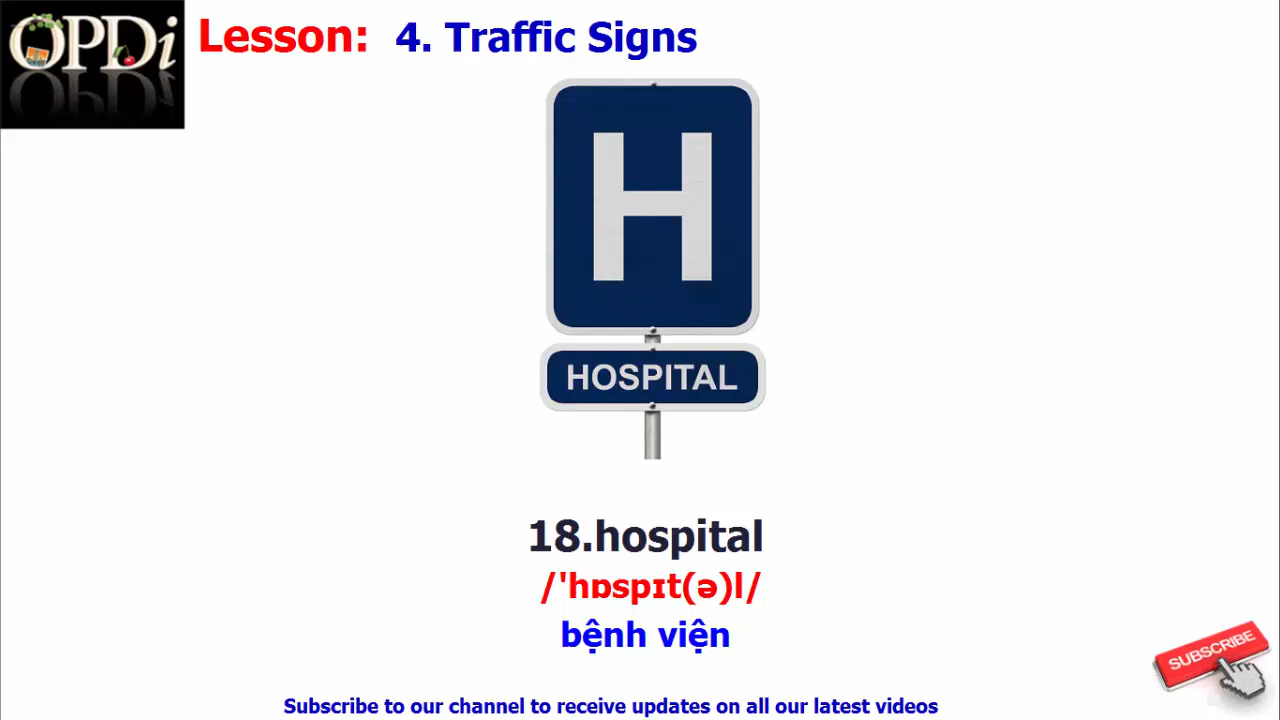 OPDi
Lesson: 4. Traffic Signs
H
HOSPITAL
18.hospital
/ˈhɒspɪt(ə)l/
bệnh viện
SUBSCRIBE
Subscribe to our channel to receive updates on all our latest videos